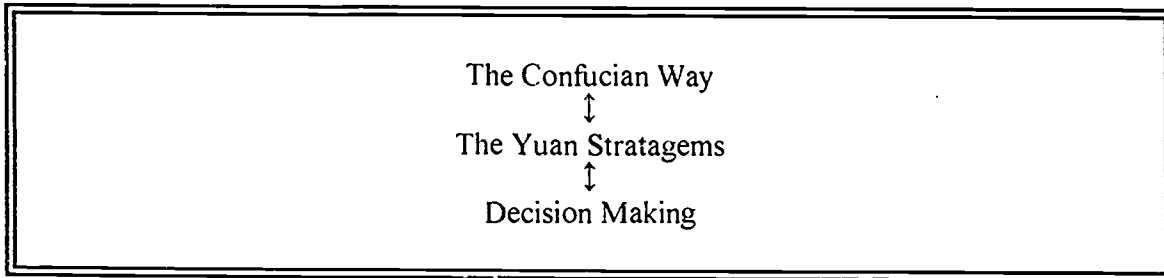 The Confucian Way
↕
The Yuan Stratagems
↕
Decision Making